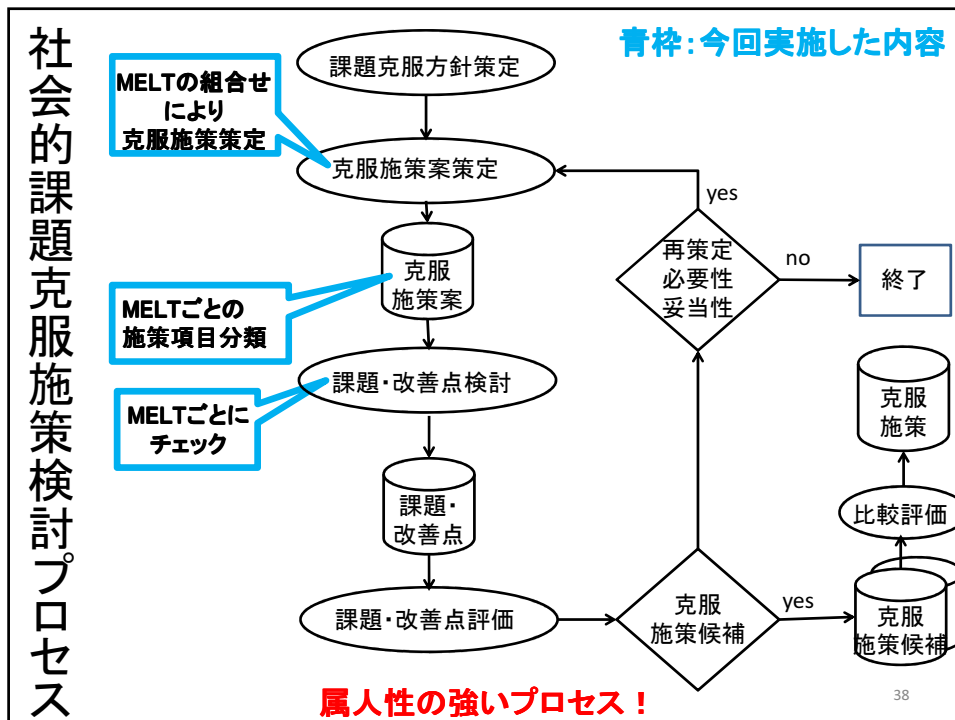 社会的課題克服施策検討プロセス
青枠：今回実施した内容
課題克服方針策定
MELTの組合せ
により
克服施策策定
克服施策案策定
yes
再策定
必要性
妥当性
no
終了
克服
施策案
MELTごとの
施策項目分類
課題・改善点検討
MELTごとに
チェック
克服
施策
課題・
改善点
比較評価
課題・改善点評価
克服
施策候補
yes
克服
施策候補
属人性の強いプロセス！
38